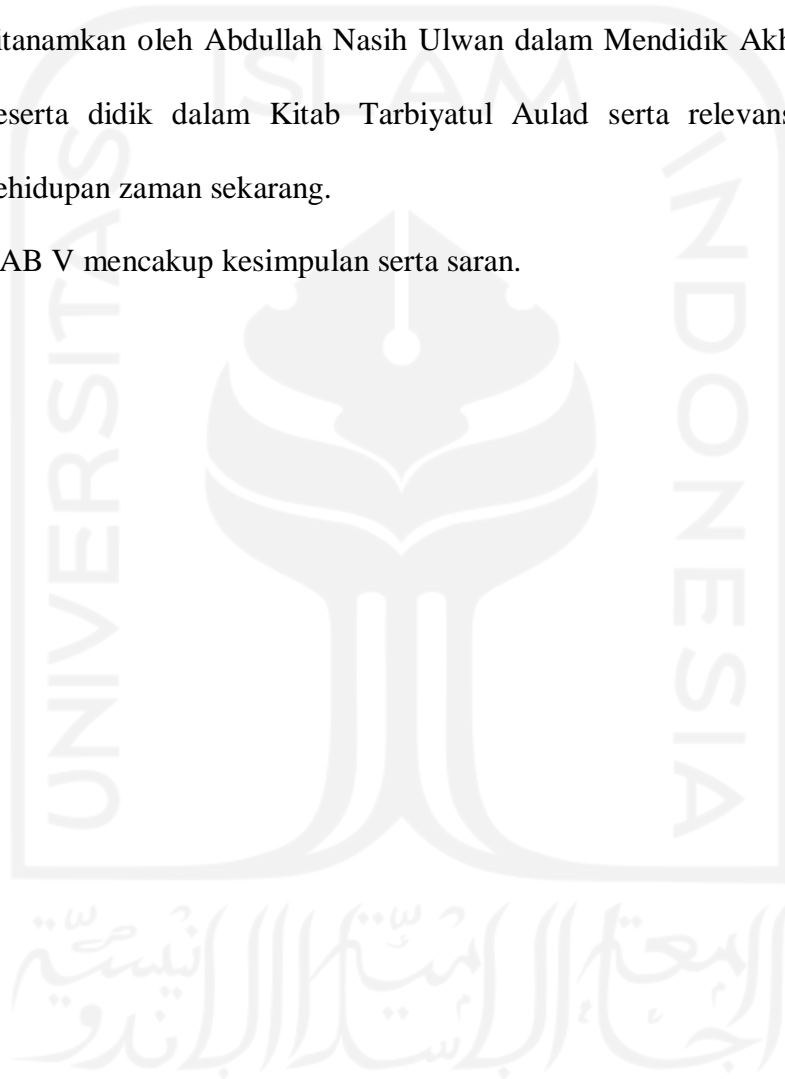 itanamkan oleh Abdullah Nasih Ulwan dalam Mendidik Akh
eserta didik dalam Kitab Tarbiyatul Aulad serta relevans
ehidupan zaman sekarang.
AB V mencakup kesimpulan serta saran.
ISLAM
UNIVERSITAS
INDONESIA